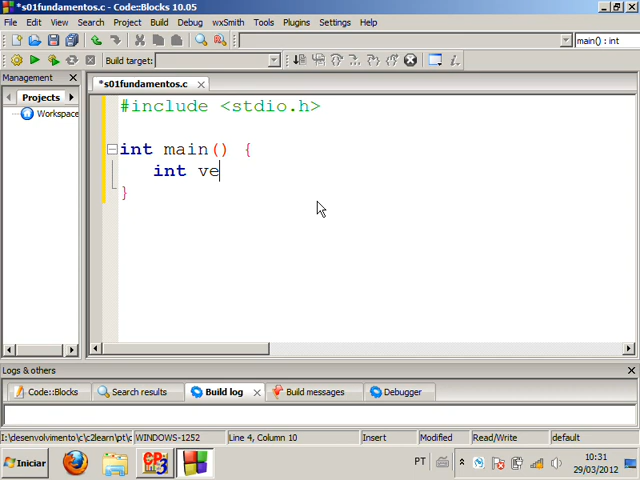 *s01fundamentos.c - Code::Blocks 10.05
File Edit View Search Project Build Debug wxSmith Tools Plugins Settings Help
main() : int
Build target:
Management
*s01fundamentos.c
Projects
Workspace
#include <stdio.h>
int main() {
int ve
}
Logs & others
Code::Blocks
Search results
Build log
Build messages
Debugger
I:\desenvolvimento\c\c2learn\pt\c
WINDOWS-1252
Line 4, Column 10
Insert
Modified
Read/Write
default
Iniciar
PT
10:31
29/03/2012